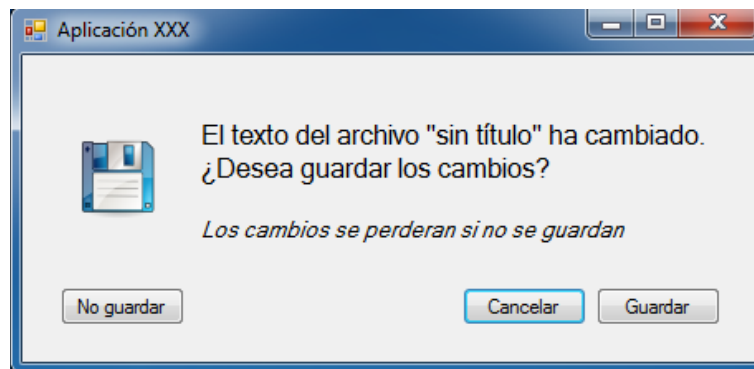 Aplicación XXX
El texto del archivo "sin título" ha cambiado.
¿Desea guardar los cambios?
Los cambios se perderan si no se guardan
No guardar
Cancelar
Guardar